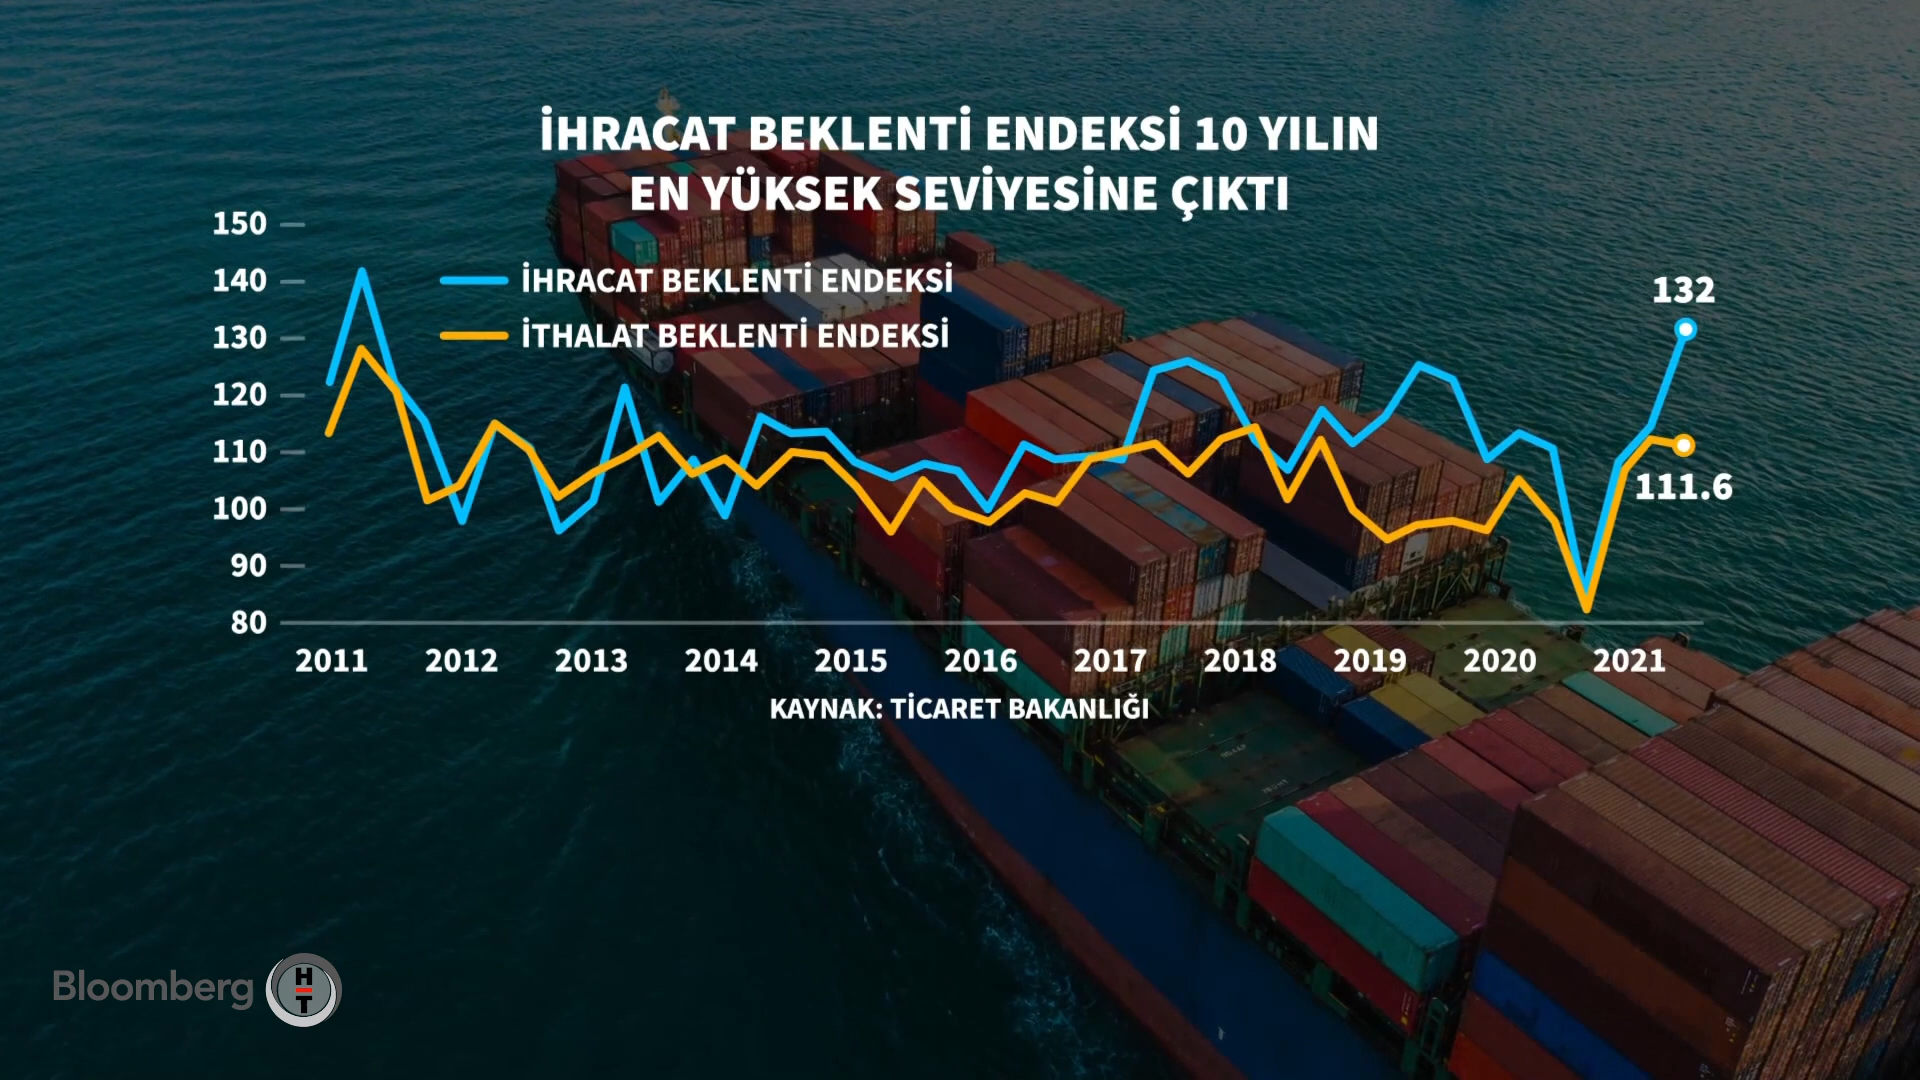 İHRACAT BEKLENTİ ENDEKSİ 10 YILIN
EN YÜKSEK SEVİYESİNE ÇIKTI
150
140
130
120
110
100
90
80
İHRACAT BEKLENTİ ENDEKSİ
İTHALAT BEKLENTİ ENDEKSİ
132
111.6
2011 2012 2013 2014 2015 2016 2017 2018 2019 2020 2021
KAYNAK: TİCARET BAKANLIĞI
Bloomberg HT